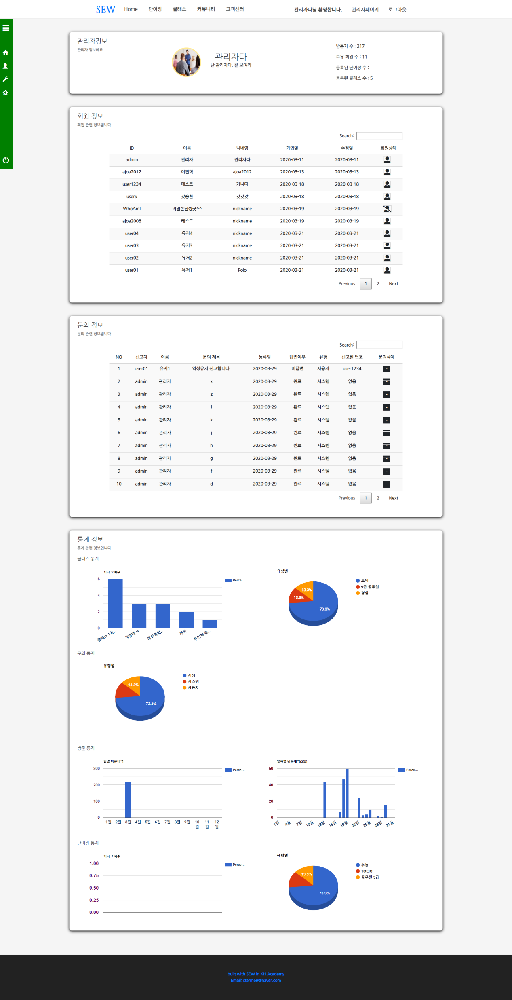 SEW Home 단어장 클래스 커뮤니티 고객센터 관리자다님 환영합니다. 관리자페이지 로그아웃
관리자정보
관리자 정보에요
관리자다
난 관리자다. 잘 보여라
방문자 수 : 217
보유 회원 수 : 11
등록된 단어장 수 :
등록된 클래스 수 : 5
회원 정보
회원 관련 정보입니다
Search:
ID 이름 닉네임 가입일 수정일 회원상태
admin 관리자 관리자다 2020-03-11 2020-03-11
ajoa2012 이진혁 ajoa2012 2020-03-13 2020-03-13
user1234 테스트 가나다 2020-03-18 2020-03-18
user9 갓승환 갓갓갓 2020-03-18 2020-03-18
WhoAmI 비밀손님찡긋^^ nickname 2020-03-19 2020-03-19
ajoa2008 테스트 nickname 2020-03-19 2020-03-19
user04 유저4 nickname 2020-03-21 2020-03-21
user03 유저3 nickname 2020-03-21 2020-03-21
user02 유저2 nickname 2020-03-21 2020-03-21
user01 유저1 Polo 2020-03-21 2020-03-21
Previous 1 2 Next
문의 정보
문의 관련 정보입니다
Search:
NO 신고자 이름 문의 제목 등록일 답변여부 유형 신고된 번호 문의삭제
1 user01 유저1 악성유저 신고합니다. 2020-03-29 미답변 사용자 user1234
2 admin 관리자 x 2020-03-29 완료 시스템 없음
3 admin 관리자 z 2020-03-29 완료 시스템 없음
4 admin 관리자 l 2020-03-29 완료 시스템 없음
5 admin 관리자 k 2020-03-29 완료 시스템 없음
6 admin 관리자 j 2020-03-29 완료 시스템 없음
7 admin 관리자 h 2020-03-29 완료 시스템 없음
8 admin 관리자 g 2020-03-29 완료 시스템 없음
9 admin 관리자 f 2020-03-29 완료 시스템 없음
10 admin 관리자 d 2020-03-29 완료 시스템 없음
Previous 1 2 Next
통계 정보
통계 관련 정보입니다
클래스 통계
최다 조회수
Perce...
6
4
2
0
클래스 1입... 세번째 ㅋ 해외영업... 제목 두번째 클...
유형별
토익
9급 공무원
경찰
13.3%
13.3%
73.3%
문의 통계
유형별
계정
시스템
사용자
13.3%
73.3%
방문 통계
월별 방문내역
Perce...
300
200
100
0
1월 2월 3월 4월 5월 6월 7월 8월 9월 10월 11월 12월
일자별 방문내역(3월)
Perce...
60
40
20
0
1일 4일 7일 10일 13일 16일 19일 22일 25일 28일 31일
단어장 통계
최다 조회수
Perce...
1.00
0.75
0.50
0.25
0.00
유형별
수능
TOEIC
공무원 9급
13.3%
73.3%
built with SEW in KH Academy
Email: sterme9@naver.com